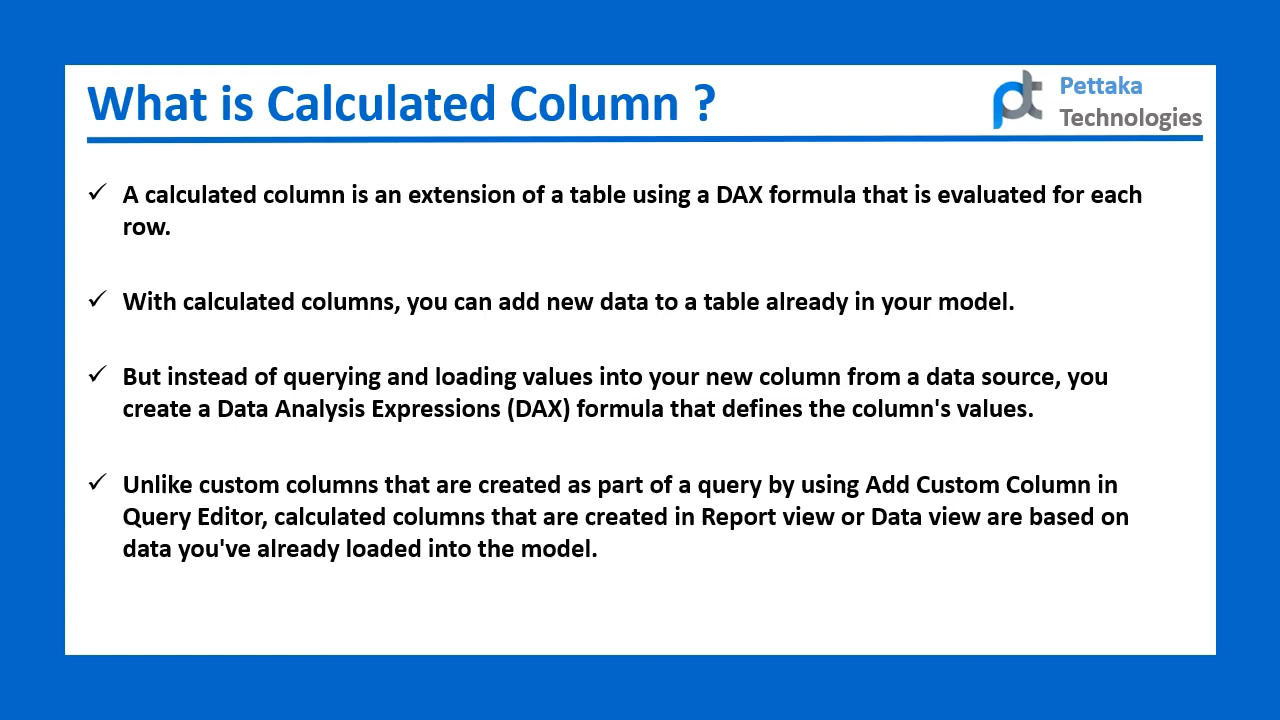 What is Calculated Column ?
Pettaka
Technologies
✓ A calculated column is an extension of a table using a DAX formula that is evaluated for each
row.
✓ With calculated columns, you can add new data to a table already in your model.
✓ But instead of querying and loading values into your new column from a data source, you
create a Data Analysis Expressions (DAX) formula that defines the column's values.
✓ Unlike custom columns that are created as part of a query by using Add Custom Column in
Query Editor, calculated columns that are created in Report view or Data view are based on
data you've already loaded into the model.